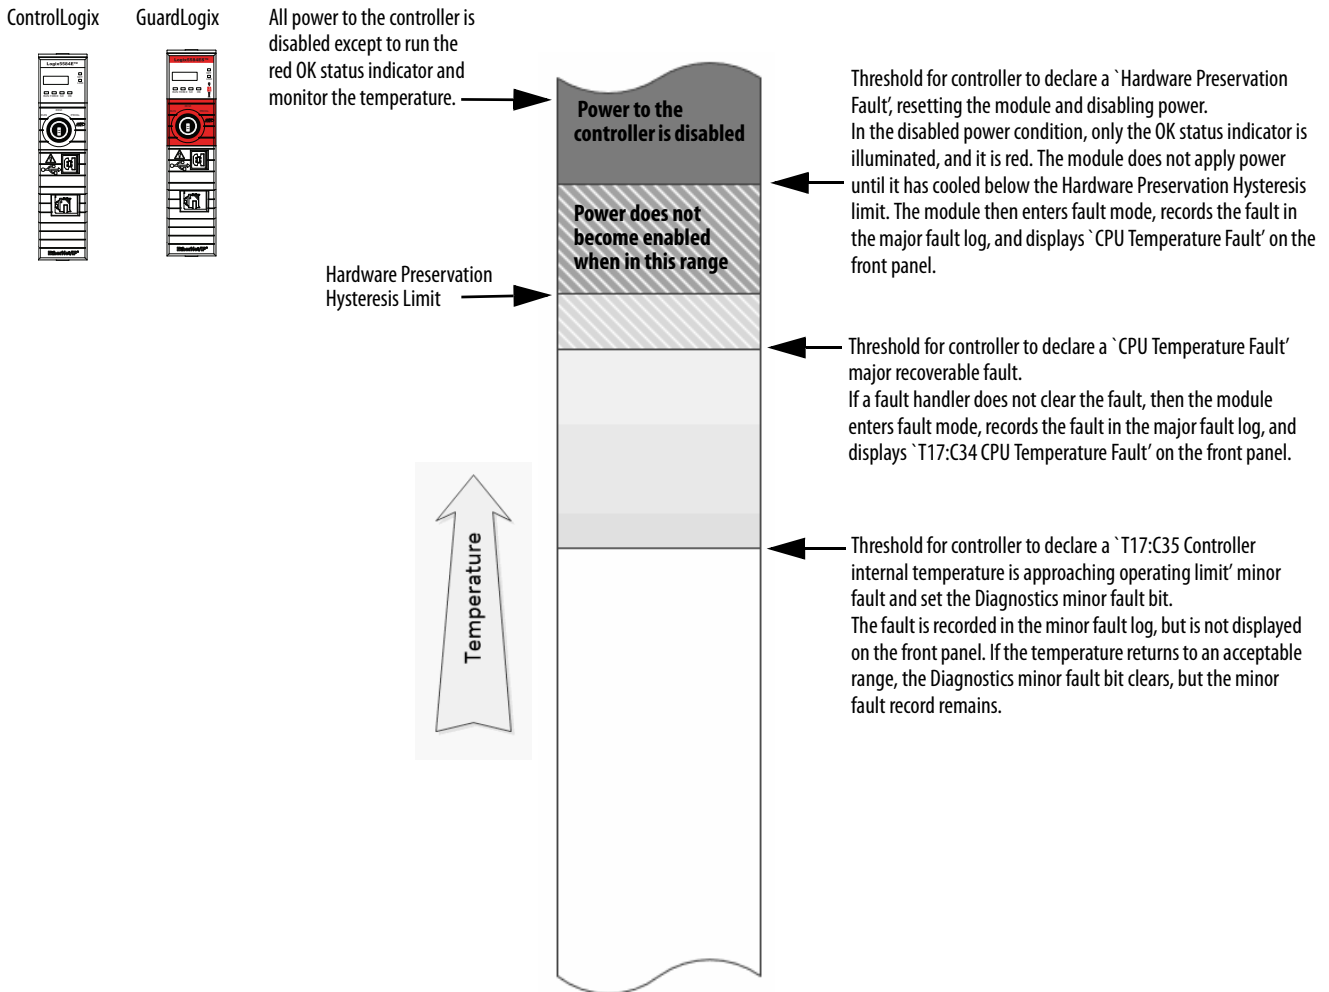 ControlLogix
GuardLogix
All power to the controller is
disabled except to run the
red OK status indicator and
monitor the temperature.
Power to the
controller is disabled
Threshold for controller to declare a `Hardware Preservation
Fault’, resetting the module and disabling power.
In the disabled power condition, only the OK status indicator is
illuminated, and it is red. The module does not apply power
until it has cooled below the Hardware Preservation Hysteresis
limit. The module then enters fault mode, records the fault in
the major fault log, and displays `CPU Temperature Fault’ on the
front panel.
Power does not
become enabled
when in this range
Hardware Preservation
Hysteresis Limit
Threshold for controller to declare a `CPU Temperature Fault’
major recoverable fault.
If a fault handler does not clear the fault, then the module
enters fault mode, records the fault in the major fault log, and
displays `T17:C34 CPU Temperature Fault’ on the front panel.
Temperature
Threshold for controller to declare a `T17:C35 Controller
internal temperature is approaching operating limit’ minor
fault and set the Diagnostics minor fault bit.
The fault is recorded in the minor fault log, but is not displayed
on the front panel. If the temperature returns to an acceptable
range, the Diagnostics minor fault bit clears, but the minor
fault record remains.